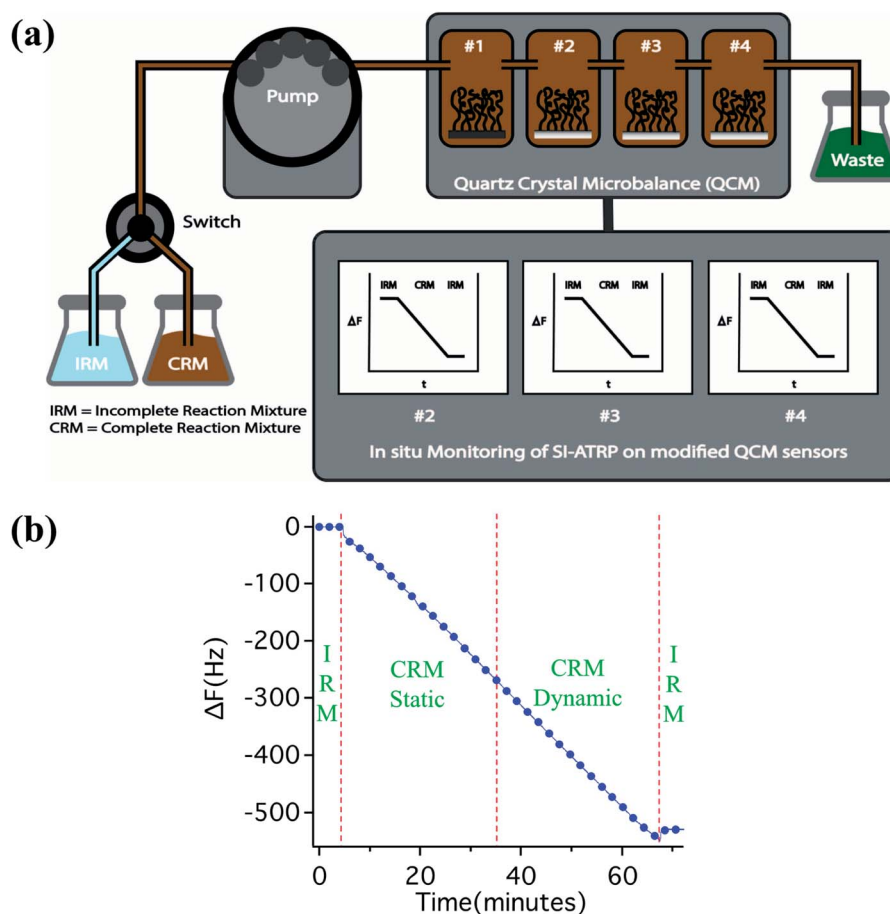 (a)
#1 #2 #3 #4
Pump
Waste
Quartz Crystal Microbalance (QCM)
Switch
IRM CRM
IRM = Incomplete Reaction Mixture
CRM = Complete Reaction Mixture
IRM CRM IRM
ΔF
t
#2
IRM CRM IRM
ΔF
t
#3
IRM CRM IRM
ΔF
t
#4
In situ Monitoring of SI-ATRP on modified QCM sensors
(b)
ΔF(Hz)
0
-100
-200
-300
-400
-500
I
R
M
CRM
Static
CRM
Dynamic
I
R
M
0 20 40 60
Time(minutes)